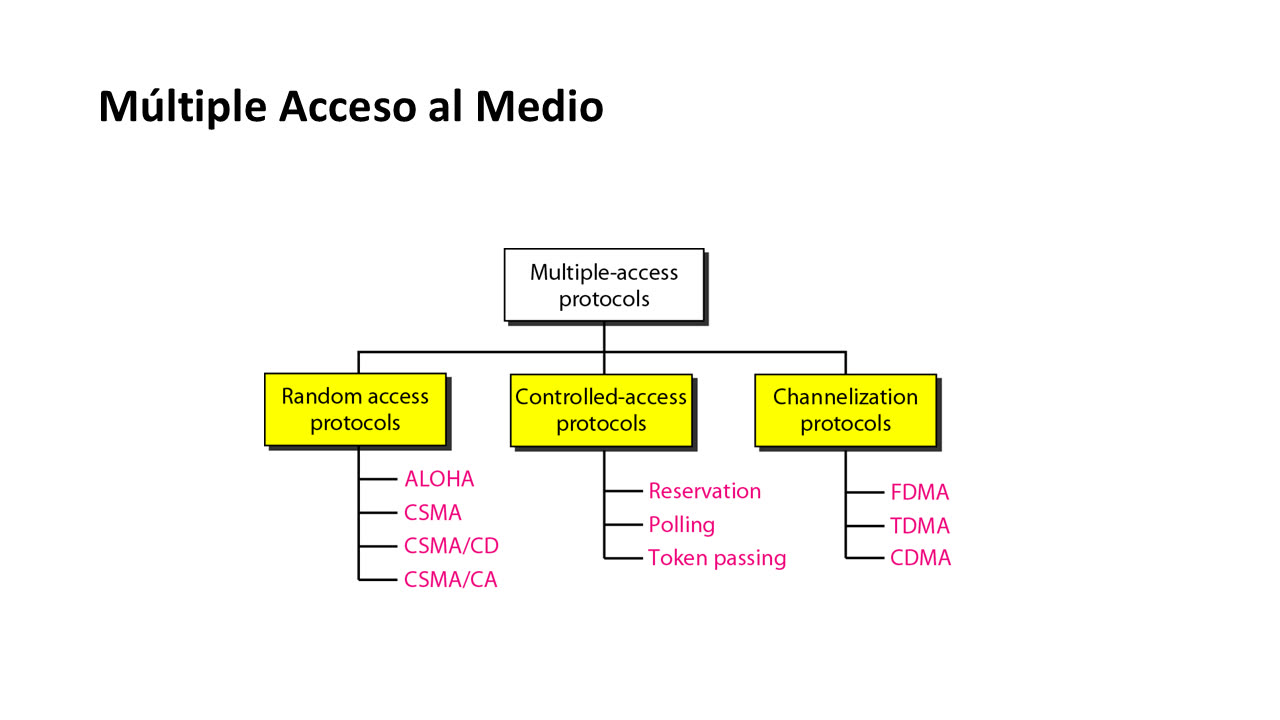 Múltiple Acceso al Medio
Multiple-access
protocols
Random access
protocols
Controlled-access
protocols
Channelization
protocols
ALOHA
CSMA
CSMA/CD
CSMA/CA
Reservation
Polling
Token passing
FDMA
TDMA
CDMA